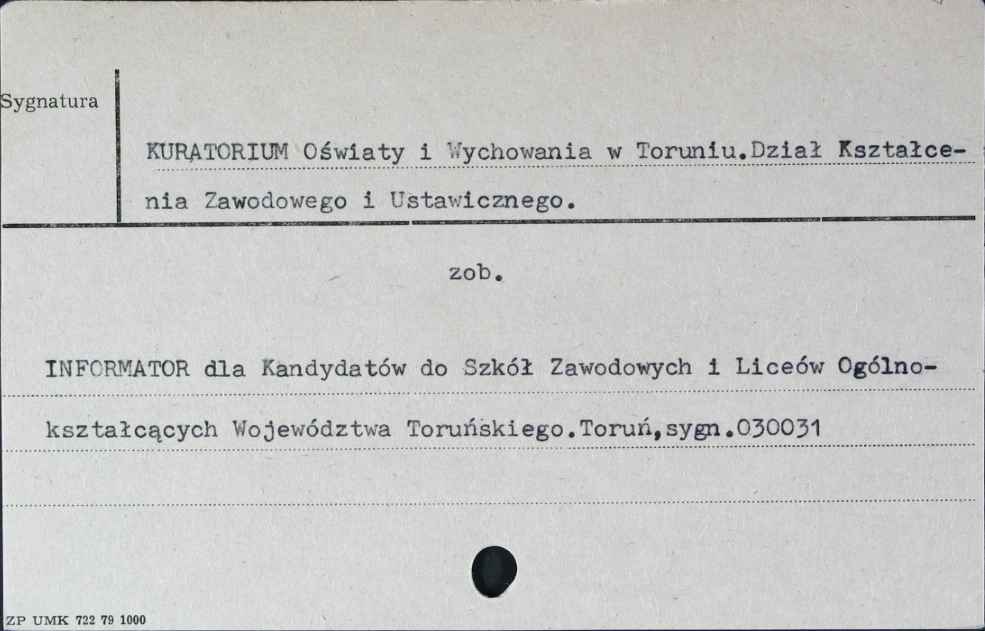 Sygnatura
KURATORIUM Oświaty i Wychowania w Toruniu.Dział Kształce-
nia Zawodowego i Ustawicznego.
zob.
INFORMATOR dla Kandydatów do Szkół Zawodowych i Liceów Ogólno-
kształcących Województwa Toruńskiego.Toruń,sygn.030031
ZP UMK 722 79 1000